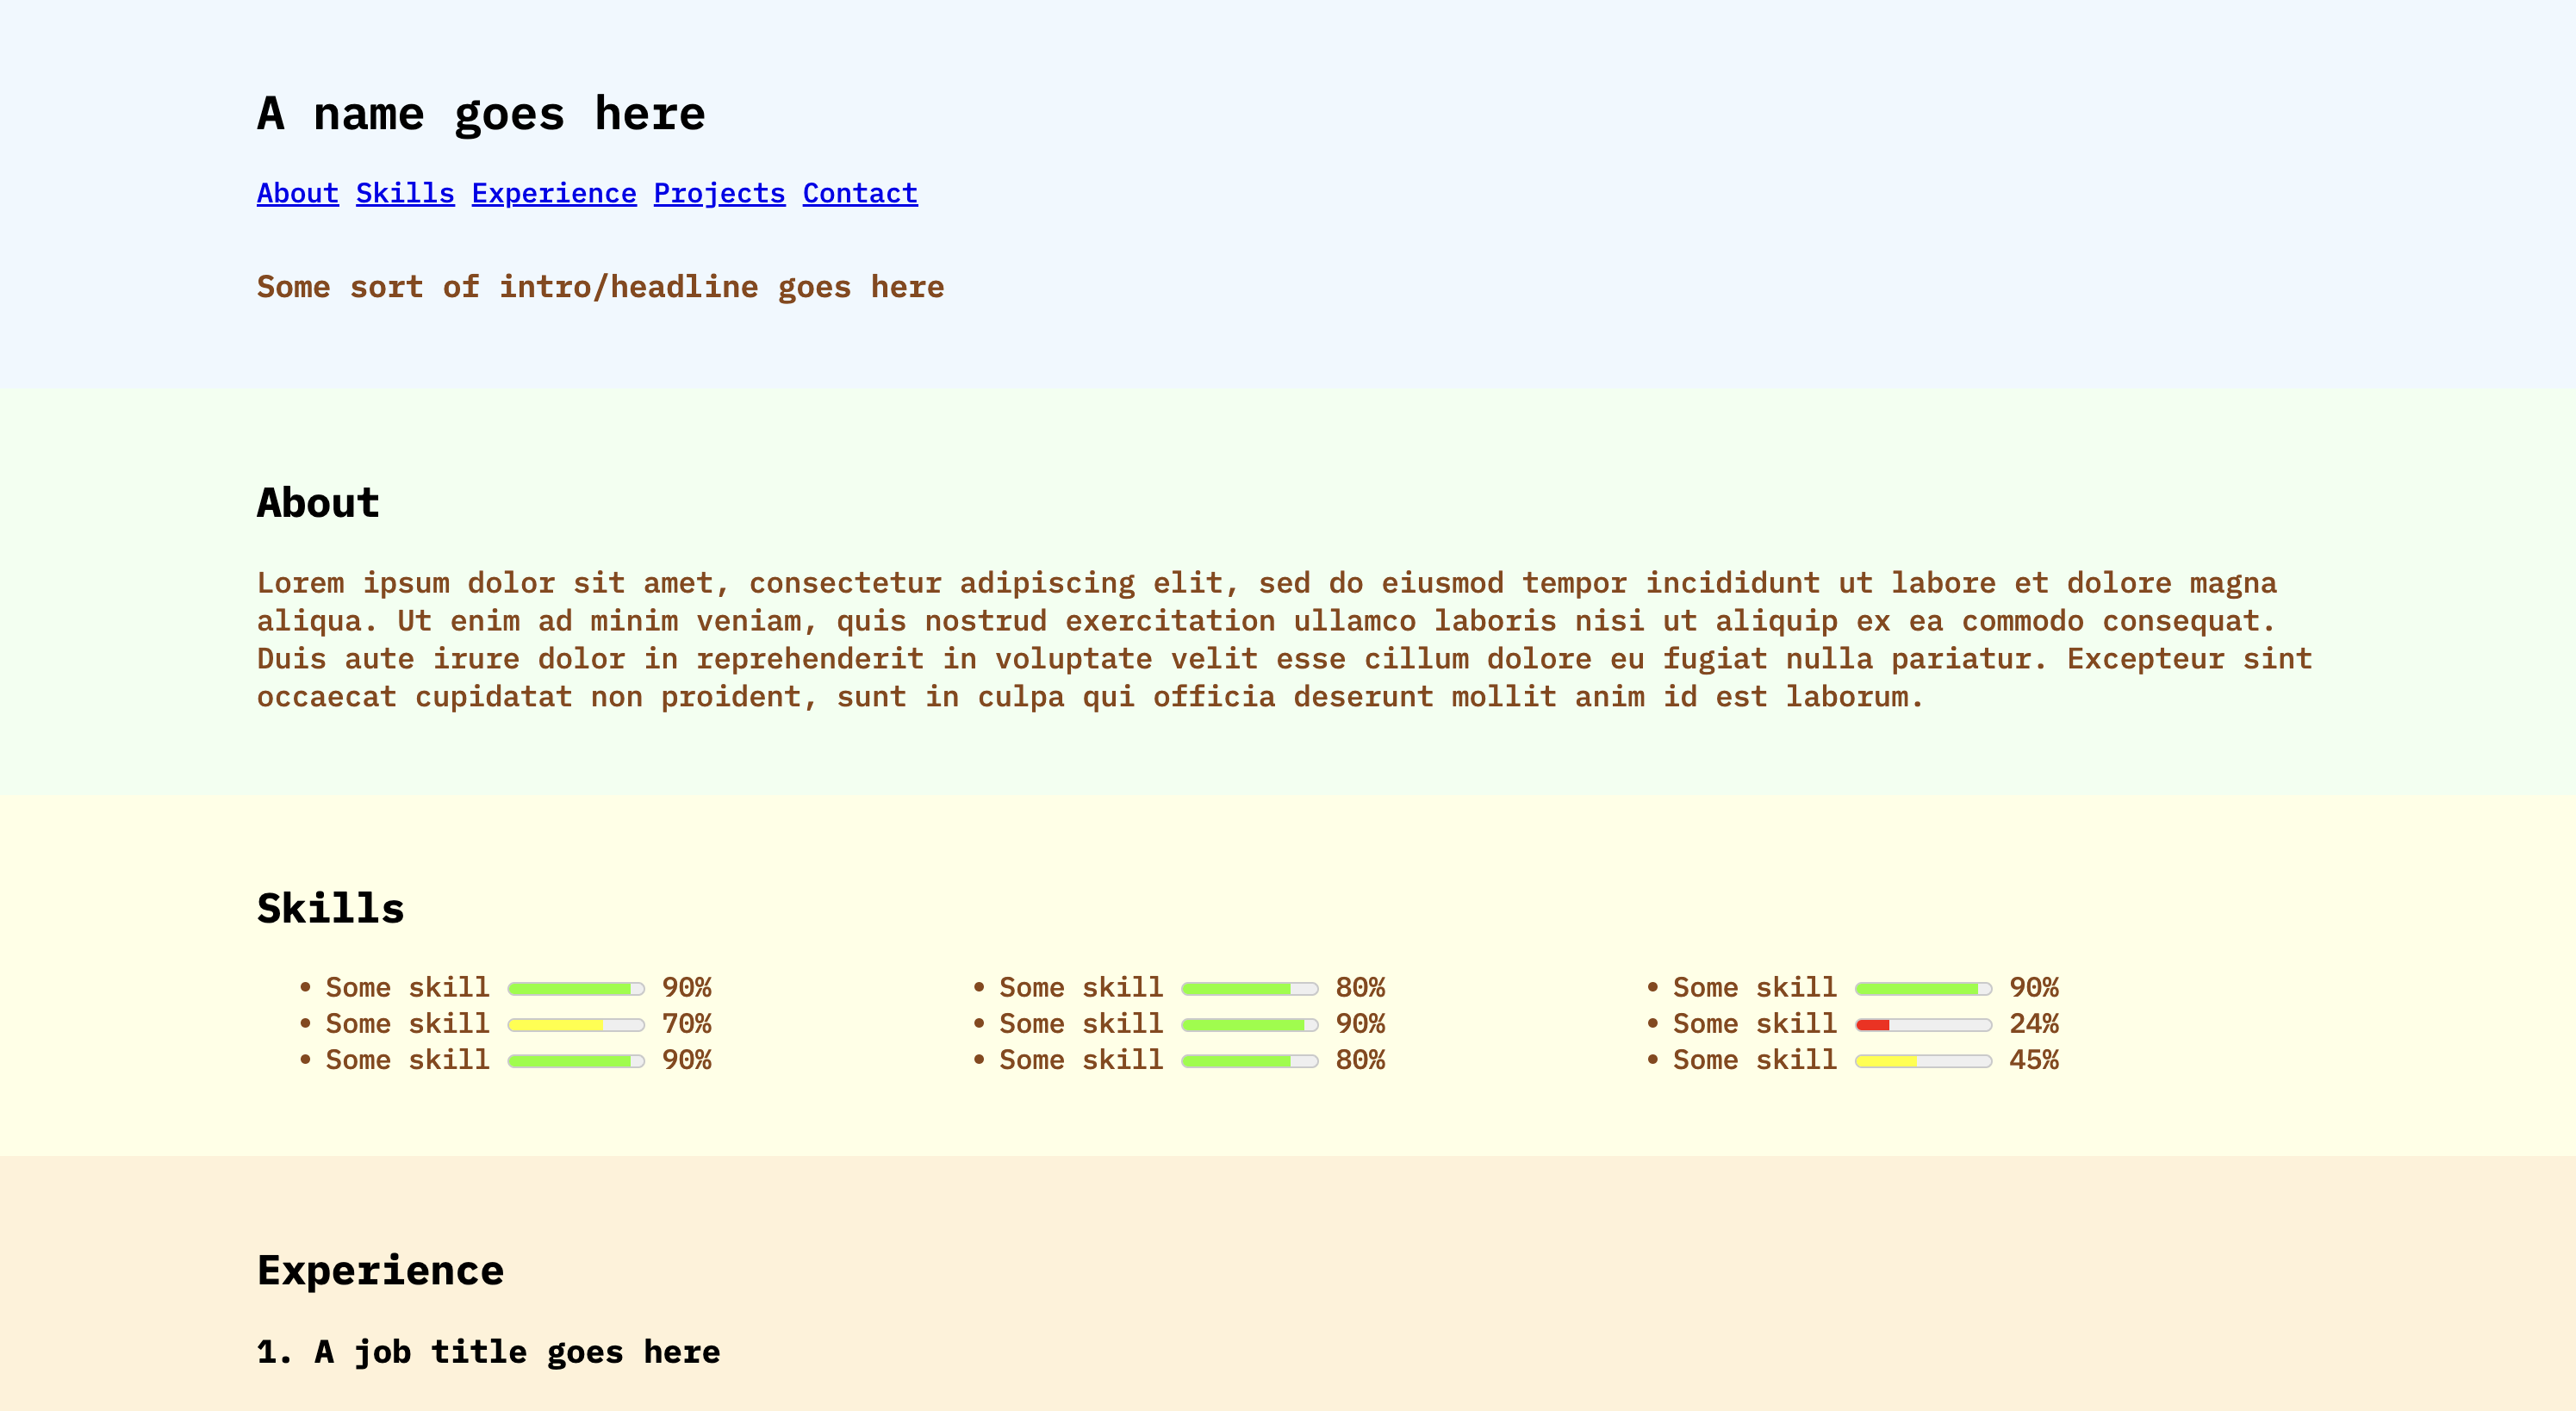 A name goes here
About Skills Experience Projects Contact
Some sort of intro/headline goes here
About
Lorem ipsum dolor sit amet, consectetur adipiscing elit, sed do eiusmod tempor incididunt ut labore et dolore magna
aliqua. Ut enim ad minim veniam, quis nostrud exercitation ullamco laboris nisi ut aliquip ex ea commodo consequat.
Duis aute irure dolor in reprehenderit in voluptate velit esse cillum dolore eu fugiat nulla pariatur. Excepteur sint
occaecat cupidatat non proident, sunt in culpa qui officia deserunt mollit anim id est laborum.
Skills
• Some skill 90% • Some skill 80% • Some skill 90%
• Some skill 70% • Some skill 90% • Some skill 24%
• Some skill 90% • Some skill 80% • Some skill 45%
Experience
1. A job title goes here